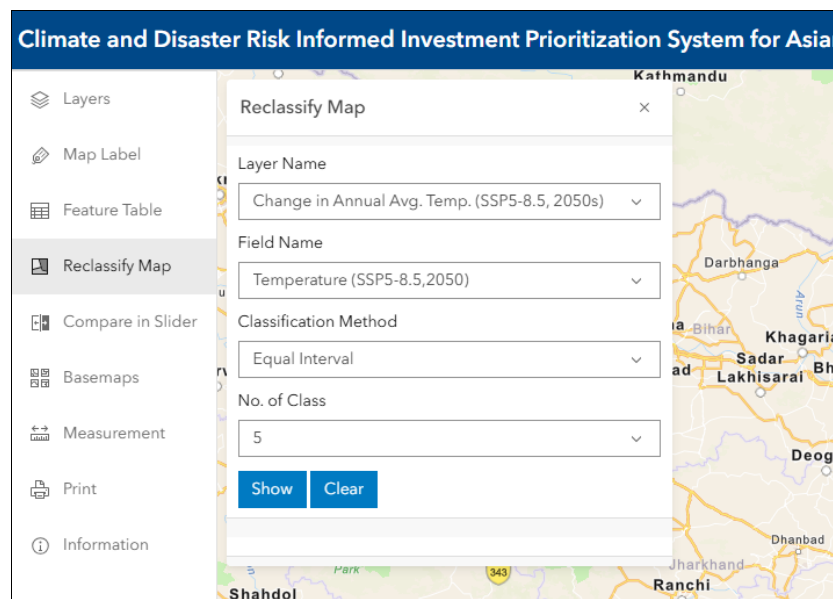 Climate and Disaster Risk Informed Investment Prioritization System for Asia
Kathmandu
Layers
Map Label
Feature Table
Reclassify Map
Compare in Slider
Basemaps
Measurement
Print
Information
Reclassify Map
Layer Name
Change in Annual Avg. Temp. (SSP5-8.5, 2050s)
Field Name
Temperature (SSP5-8.5,2050)
Classification Method
Equal Interval
No. of Class
5
Show Clear
Darbhanga
Arun
Bihar
Khagaria
Sadar
Lakhisarai
Bh
ad
Deog
Dhanbad
Jharkhand
Ranchi
Park
343
Shahdol